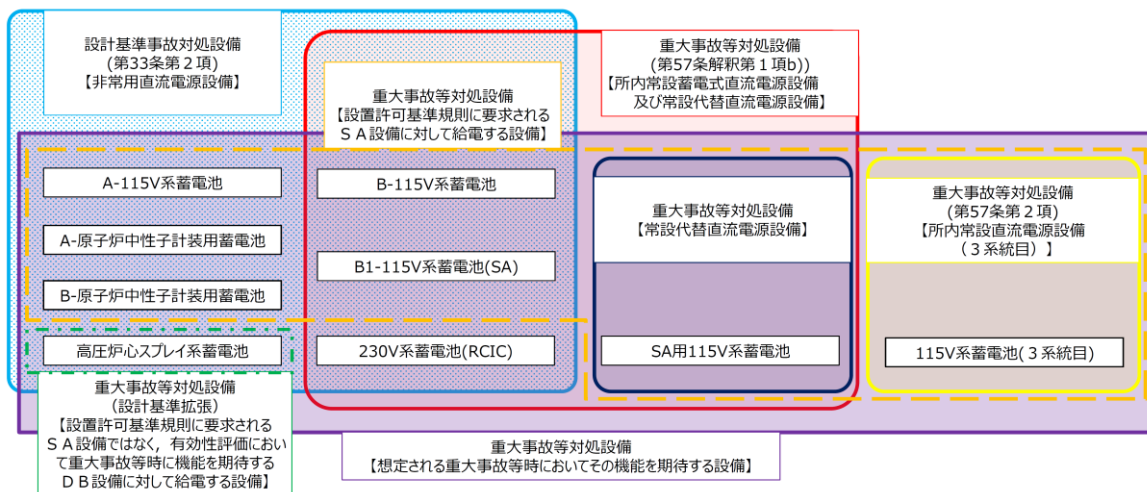 設計基準事故対処設備
(第33条第２項)
【非常用直流電源設備】
重大事故等対処設備
【設置許可基準規則に要求される
ＳＡ設備に対して給電する設備】
重大事故等対処設備
(第57条解釈第１項b))
【所内常設蓄電式直流電源設備
及び常設代替直流電源設備】
A-115V系蓄電池
A-原子炉中性子計装用蓄電池
B-原子炉中性子計装用蓄電池
高圧炉心スプレイ系蓄電池
B-115V系蓄電池
B1-115V系蓄電池(SA)
230V系蓄電池(RCIC)
重大事故等対処設備
【常設代替直流電源設備】
SA用115V系蓄電池
重大事故等対処設備
(第57条第２項)
【所内常設直流電源設備
(３系統目) 】
115V系蓄電池(３系統目)
重大事故等対処設備
(設計基準拡張)
【設置許可基準規則に要求される
ＳＡ設備ではなく，有効性評価におい
て重大事故等時に機能を期待する
ＤＢ設備に対して給電する設備】
重大事故等対処設備
【想定される重大事故等時においてその機能を期待する設備】